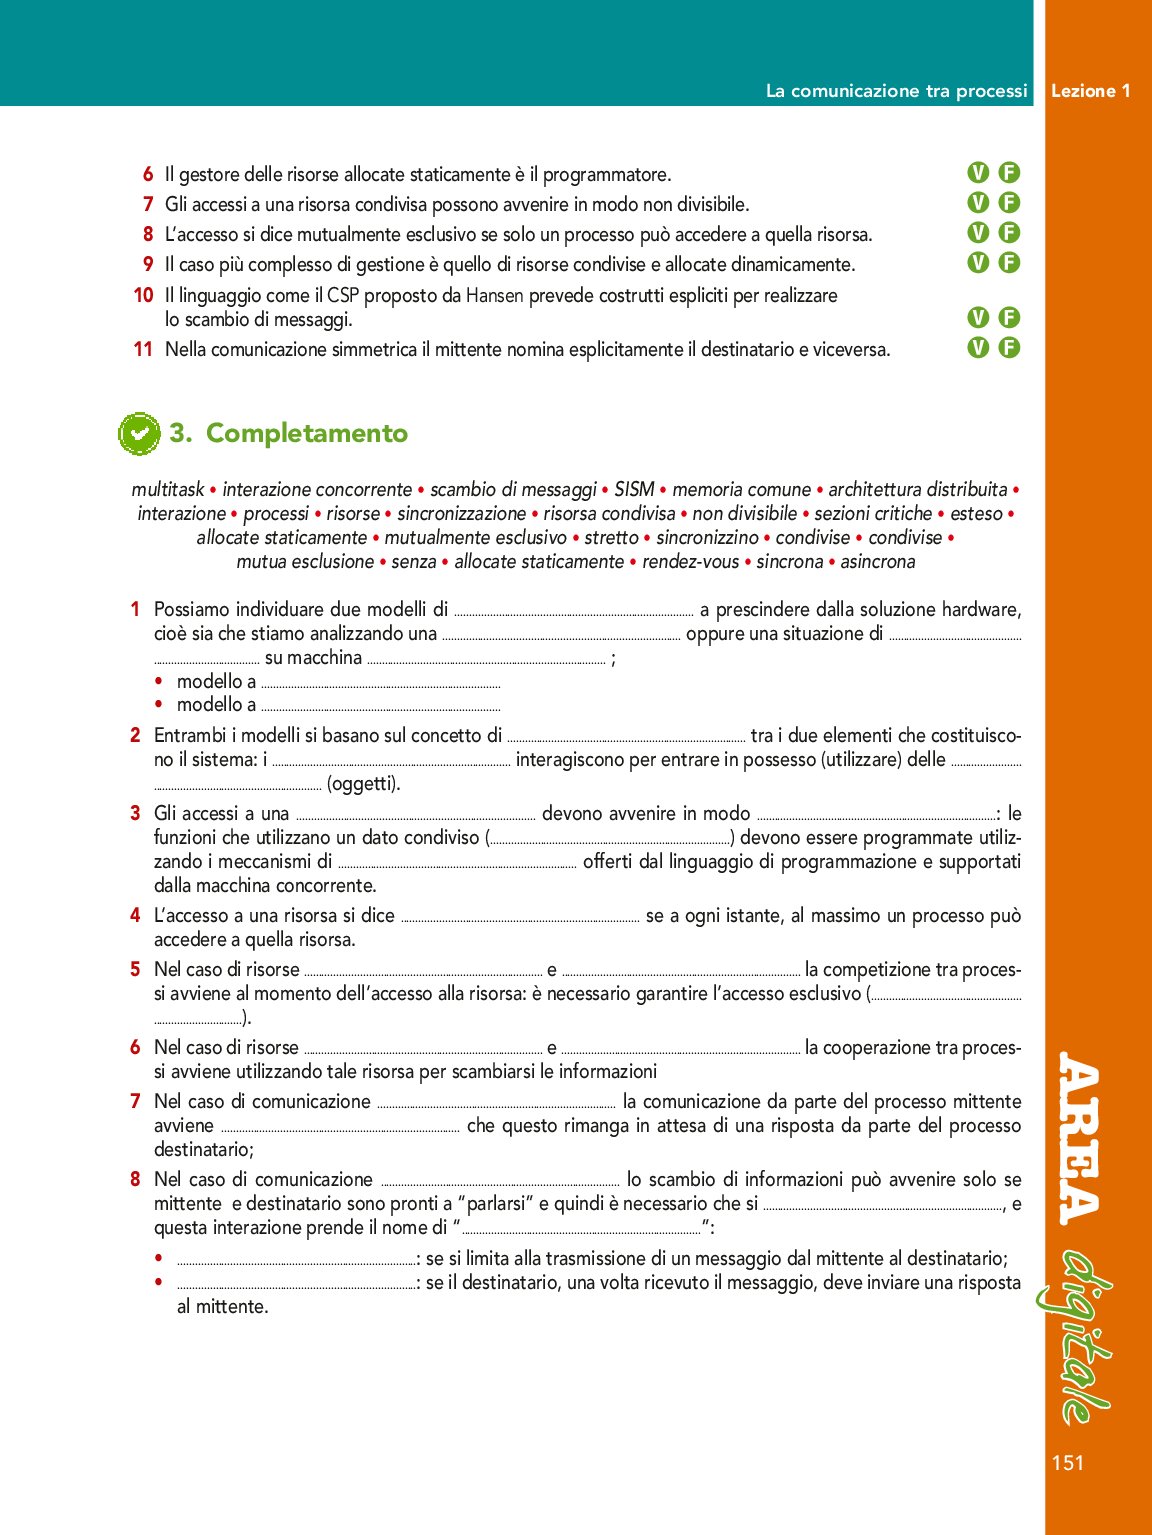 La comunicazione tra processi Lezione 1
6 Il gestore delle risorse allocate staticamente è il programmatore. V F
7 Gli accessi a una risorsa condivisa possono avvenire in modo non divisibile. V F
8 L'accesso si dice mutualmente esclusivo se solo un processo può accedere a quella risorsa. V F
9 Il caso più complesso di gestione è quello di risorse condivise e allocate dinamicamente. V F
10 Il linguaggio come il CSP proposto da Hansen prevede costrutti espliciti per realizzare
lo scambio di messaggi. V F
11 Nella comunicazione simmetrica il mittente nomina esplicitamente il destinatario e viceversa. V F
3. Completamento
multitask • interazione concorrente • scambio di messaggi • SISM • memoria comune • architettura distribuita •
interazione • processi • risorse • sincronizzazione • risorsa condivisa • non divisibile • sezioni critiche • esteso •
allocate staticamente • mutualmente esclusivo • stretto • sincronizzino • condivise • condivise •
mutua esclusione • senza • allocate staticamente • rendez-vous • sincrona • asincrona
1 Possiamo individuare due modelli di .......... a prescindere dalla soluzione hardware,
cioè sia che stiamo analizzando una .......... oppure una situazione di ..........
.......... su macchina .......... ;
• modello a ..........
• modello a ..........
2 Entrambi i modelli si basano sul concetto di .......... tra i due elementi che costituisco-
no il sistema: i .......... interagiscono per entrare in possesso (utilizzare) delle ..........
.......... (oggetti).
3 Gli accessi a una .......... devono avvenire in modo ..........: le
funzioni che utilizzano un dato condiviso (..........) devono essere programmate utiliz-
zando i meccanismi di .......... offerti dal linguaggio di programmazione e supportati
dalla macchina concorrente.
4 L'accesso a una risorsa si dice .......... se a ogni istante, al massimo un processo può
accedere a quella risorsa.
5 Nel caso di risorse .......... e .......... la competizione tra proces-
si avviene al momento dell'accesso alla risorsa: è necessario garantire l'accesso esclusivo (..........
..........).
6 Nel caso di risorse .......... e .......... la cooperazione tra proces-
si avviene utilizzando tale risorsa per scambiarsi le informazioni
7 Nel caso di comunicazione .......... la comunicazione da parte del processo mittente
avviene .......... che questo rimanga in attesa di una risposta da parte del processo
destinatario;
8 Nel caso di comunicazione .......... lo scambio di informazioni può avvenire solo se
mittente e destinatario sono pronti a "parlarsi" e quindi è necessario che si .........., e
questa interazione prende il nome di "..........":
• ..........: se si limita alla trasmissione di un messaggio dal mittente al destinatario;
• ..........: se il destinatario, una volta ricevuto il messaggio, deve inviare una risposta
al mittente.
AREA digitale
151